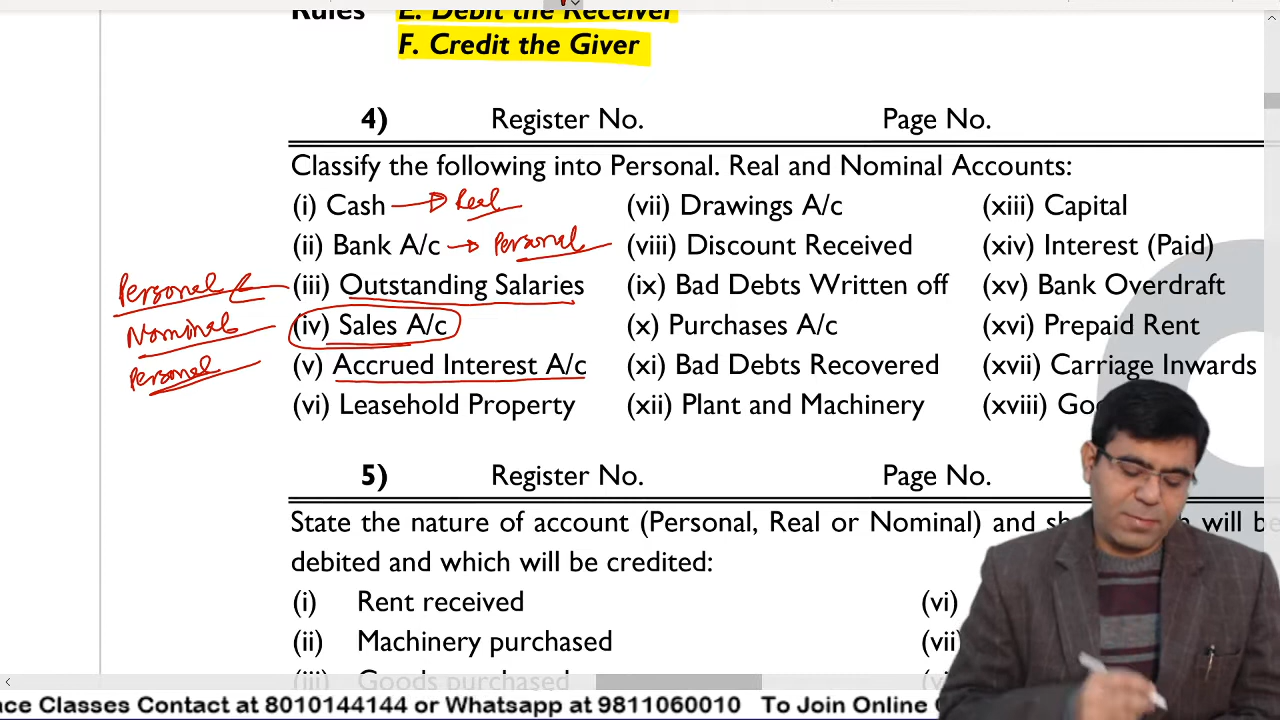 Rules E. Debit the Receiver
F. Credit the Giver
4) Register No. Page No.
Classify the following into Personal. Real and Nominal Accounts:
(i) Cash → Real (vii) Drawings A/c (xiii) Capital
(ii) Bank A/c → Personal (viii) Discount Received (xiv) Interest (Paid)
Personal (iii) Outstanding Salaries (ix) Bad Debts Written off (xv) Bank Overdraft
Nominal (iv) Sales A/c (x) Purchases A/c (xvi) Prepaid Rent
Personal (v) Accrued Interest A/c (xi) Bad Debts Recovered (xvii) Carriage Inwards
(vi) Leasehold Property (xii) Plant and Machinery (xviii)
5) Register No. Page No.
State the nature of account (Personal, Real or Nominal) and will be
debited and which will be credited:
(i) Rent received (vi)
(ii) Machinery purchased (vii)
(iii) Goods purchased
Classes Contact at 8010144144 or Whatsapp at 9811060010 To Join Online